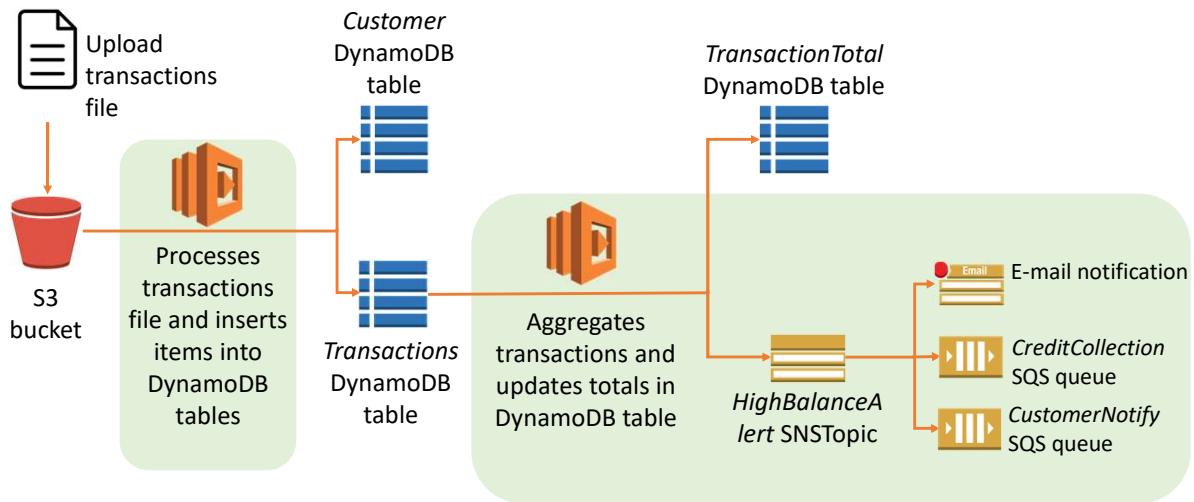 Upload
transactions
file
S3
bucket
Processes
transactions
file and inserts
items into
DynamoDB
tables
Customer
DynamoDB
table
Transactions
DynamoDB
table
Aggregates
transactions and
updates totals in
DynamoDB table
TransactionTotal
DynamoDB table
HighBalanceA
lert SNSTopic
Email
E-mail notification
CreditCollection
SQS queue
CustomerNotify
SQS queue